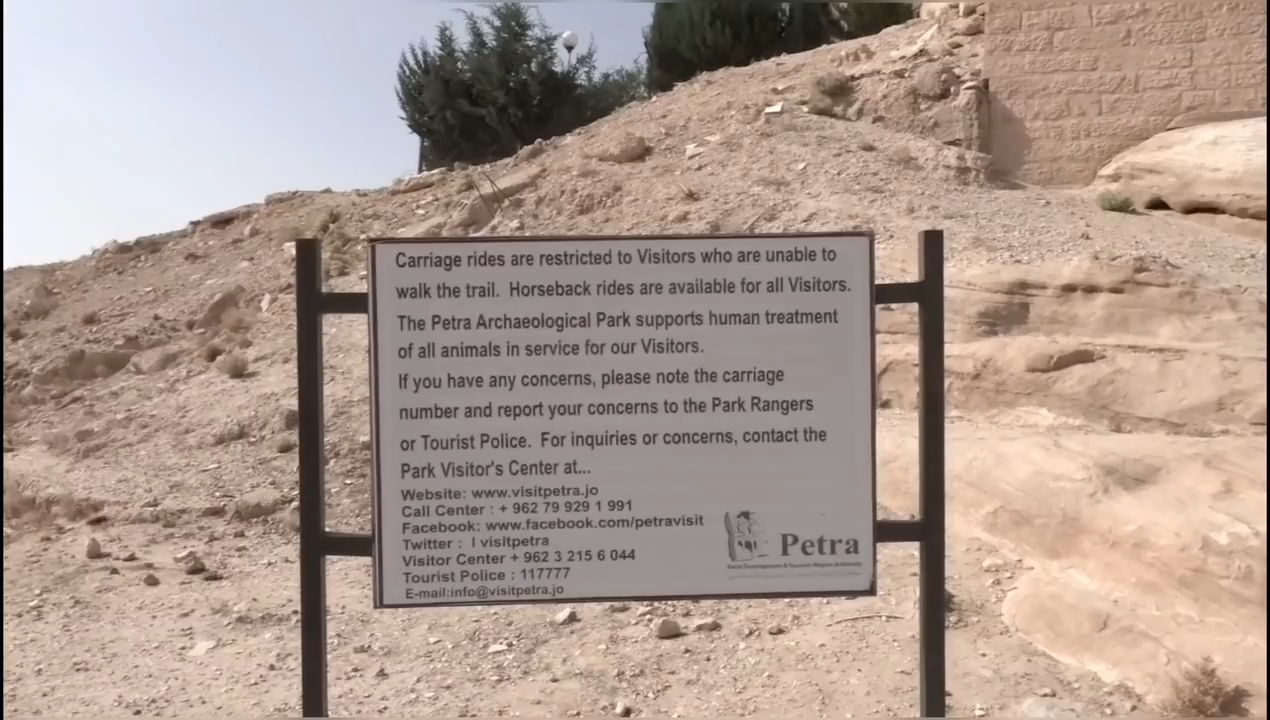 Carriage rides are restricted to Visitors who are unable to
walk the trail. Horseback rides are available for all Visitors.
The Petra Archaeological Park supports human treatment
of all animals in service for our Visitors.
If you have any concerns, please note the carriage
number and report your concerns to the Park Rangers
or Tourist Police. For inquiries or concerns, contact the
Park Visitor's Center at...
Website: www.visitpetra.jo
Call Center : + 962 79 929 1 991
Facebook: www.facebook.com/petravisit
Twitter : I visitpetra
Visitor Center + 962 3 215 6 044
Tourist Police : 117777
E-mail:info@visitpetra.jo
Petra
Petra Development & Tourism Region Authority